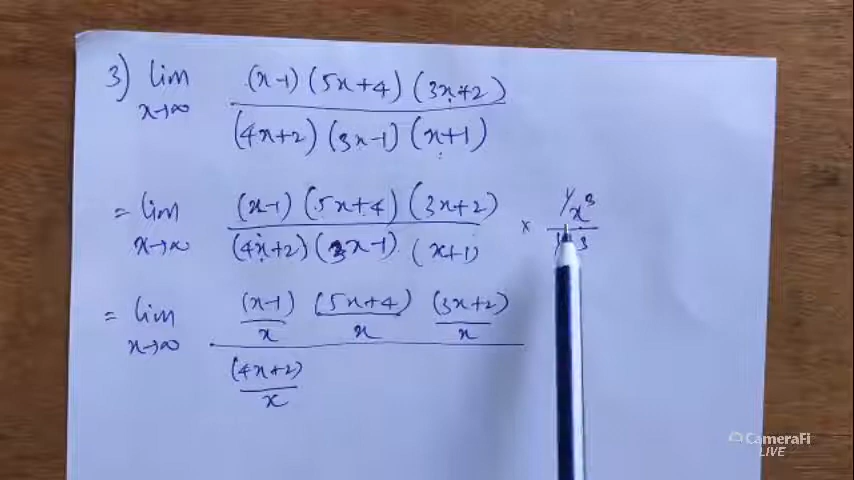 3) lim (x-1) (5x+4) (3x+2)
x→∞ (4x+2) (3x-1) (x+1)
= lim (x-1) (5x+4) (3x+2) × 1/x³
x→∞ (4x+2) (3x-1) (x+1) 3
= lim (x-1) (5x+4) (3x+2)
x→∞ x x x
(4x+2)
x
CameraFi
LIVE